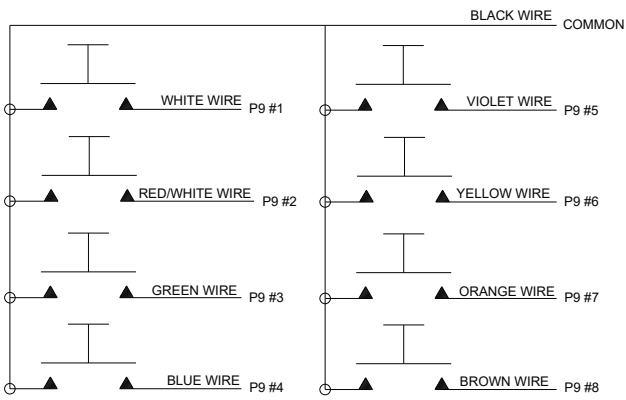 BLACK WIRE COMMON
WHITE WIRE P9 #1
VIOLET WIRE P9 #5
RED/WHITE WIRE P9 #2
YELLOW WIRE P9 #6
GREEN WIRE P9 #3
ORANGE WIRE P9 #7
BLUE WIRE P9 #4
BROWN WIRE P9 #8